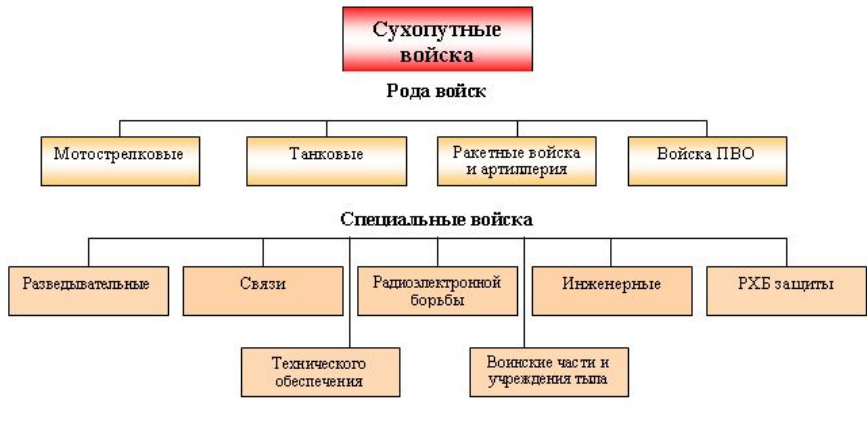 Сухопутные
войска
Рода войск
Мотострелковые
Танковые
Ракетные войска
и артиллерия
Войска ПВО
Специальные войска
Разведывательные
Связи
Радиоэлектронной
борьбы
Инженерные
РХБ защиты
Технического
обеспечения
Воинские части и
учреждения тыла